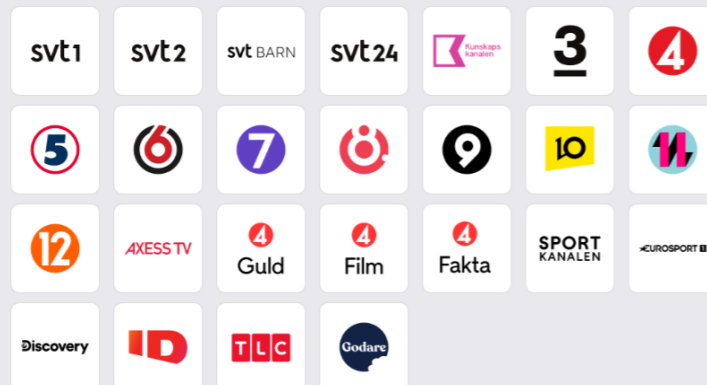 svt1
svt2
svt BARN
svt24
Kunskaps
kanalen
3
4
5
6
7
8
9
10
11
12
AXESS TV
4
Guld
4
Film
4
Fakta
SPORT
KANALEN
EUROSPORT 1
Discovery
ID
TLC
Godare